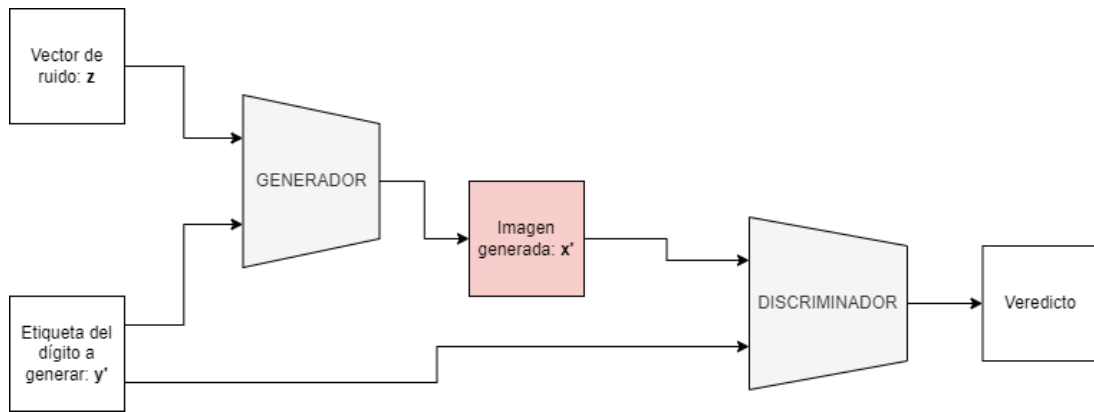 Vector de
ruido: z
GENERADOR
Imagen
generada: x'
DISCRIMINADOR
Veredicto
Etiqueta del
dígito a
generar: y'